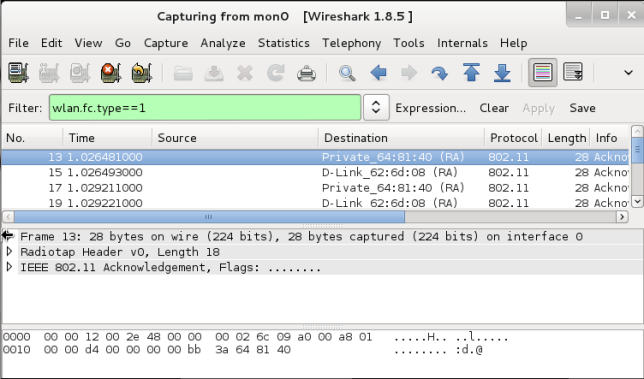 Capturing from mon0 [Wireshark 1.8.5 ]
File Edit View Go Capture Analyze Statistics Telephony Tools Internals Help
Filter: wlan.fc.type==1 Expression... Clear Apply Save
No. Time Source Destination Protocol Length Info
13 1.026481000 Private_64:81:40 (RA) 802.11 28 Ackno
15 1.026493000 D-Link_62:6d:08 (RA) 802.11 28 Ackno
17 1.029211000 Private_64:81:40 (RA) 802.11 28 Ackno
19 1.029221000 D-Link_62:6d:08 (RA) 802.11 28 Ackno
Frame 13: 28 bytes on wire (224 bits), 28 bytes captured (224 bits) on interface 0
Radiotap Header v0, Length 18
IEEE 802.11 Acknowledgement, Flags: ........
0000 00 00 12 00 2e 48 00 00 00 02 6c 09 a0 00 a8 01 .....H.. ..l.....
0010 00 00 d4 00 00 00 00 bb 3a 64 81 40 ........ :d.@